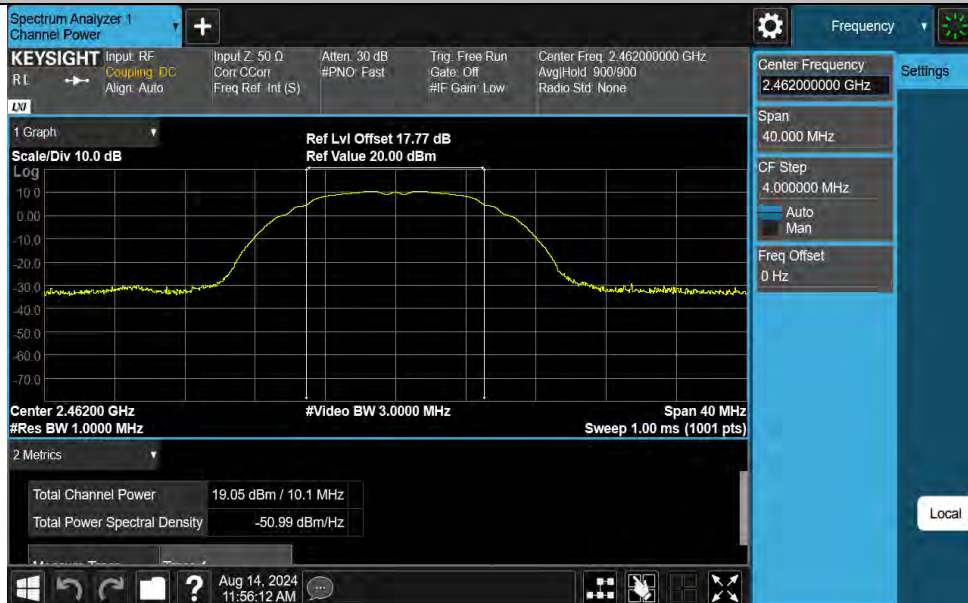 Spectrum Analyzer 1
Channel Power
+
Frequency
KEYSIGHT
Input: RF
Coupling: DC
Align: Auto
Input Z: 50 Ω
Corr CCorr
Freq Ref: Int (S)
Atten: 30 dB
#PNO: Fast
Trig: Free Run
Gate: Off
#IF Gain: Low
Center Freq: 2.462000000 GHz
Avg|Hold: 900/900
Radio Std: None
LXI
Center Frequency
2.462000000 GHz
Settings
Span
40.000 MHz
CF Step
4.000000 MHz
Auto
Man
Freq Offset
0 Hz
1 Graph
Scale/Div 10.0 dB
Ref Lvl Offset 17.77 dB
Ref Value 20.00 dBm
Log
10.0
0.00
-10.0
-20.0
-30.0
-40.0
-50.0
-60.0
-70.0
Center 2.46200 GHz
#Video BW 3.0000 MHz
Span 40 MHz
#Res BW 1.0000 MHz
Sweep 1.00 ms (1001 pts)
2 Metrics
Total Channel Power 19.05 dBm / 10.1 MHz
Total Power Spectral Density -50.99 dBm/Hz
Local
?
Aug 14, 2024
11:56:12 AM